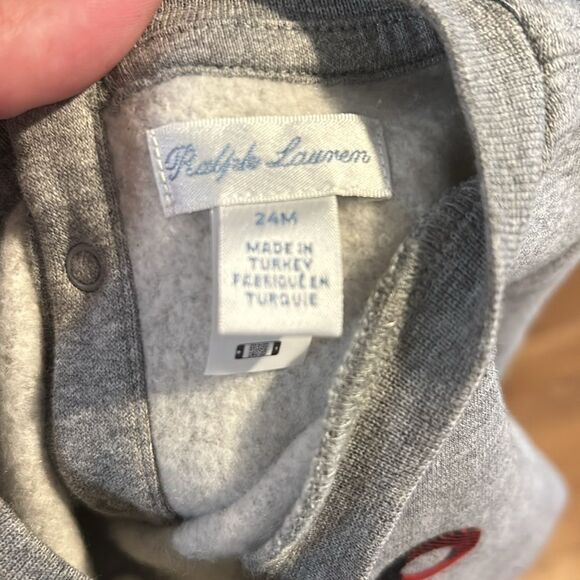 Ralph Lauren
24M
MADE IN
TURKEY
FABRIQUÉ EN
TURQUIE